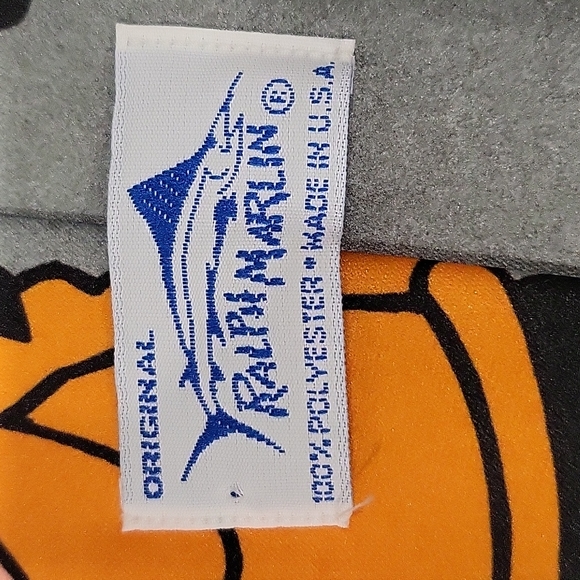 ORIGINAL
RALPH MARLIN ®
100% POLYESTER • MADE IN U.S.A